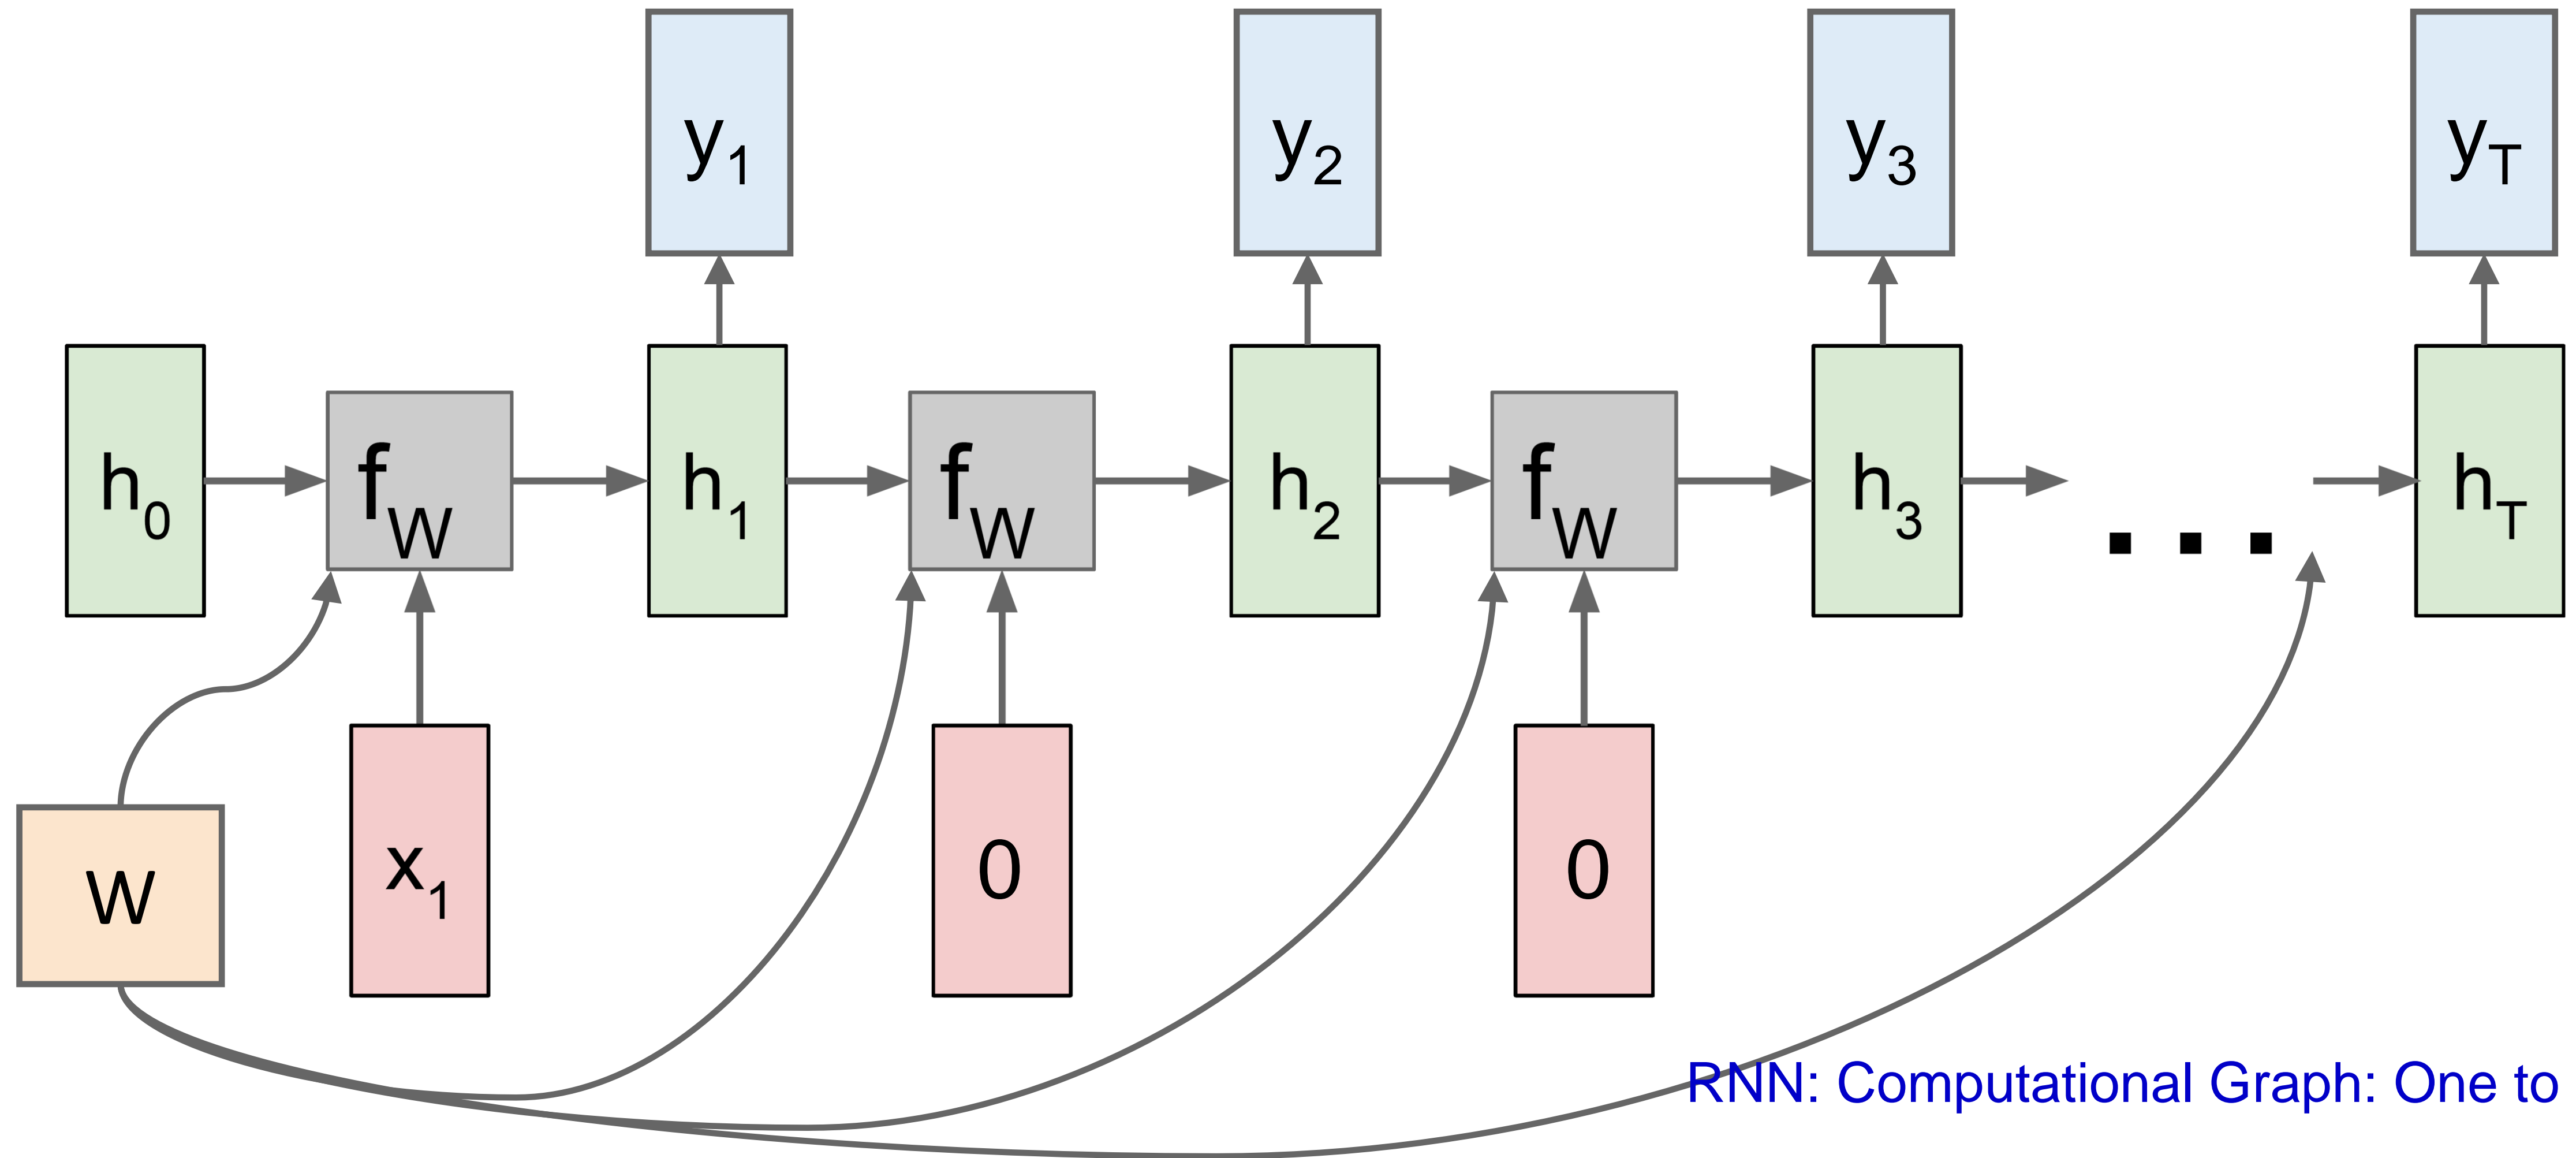 y1 y2 y3 yT
h0 fW h1 fW h2 fW h3 ... hT
W x1 0 0
RNN: Computational Graph: One to